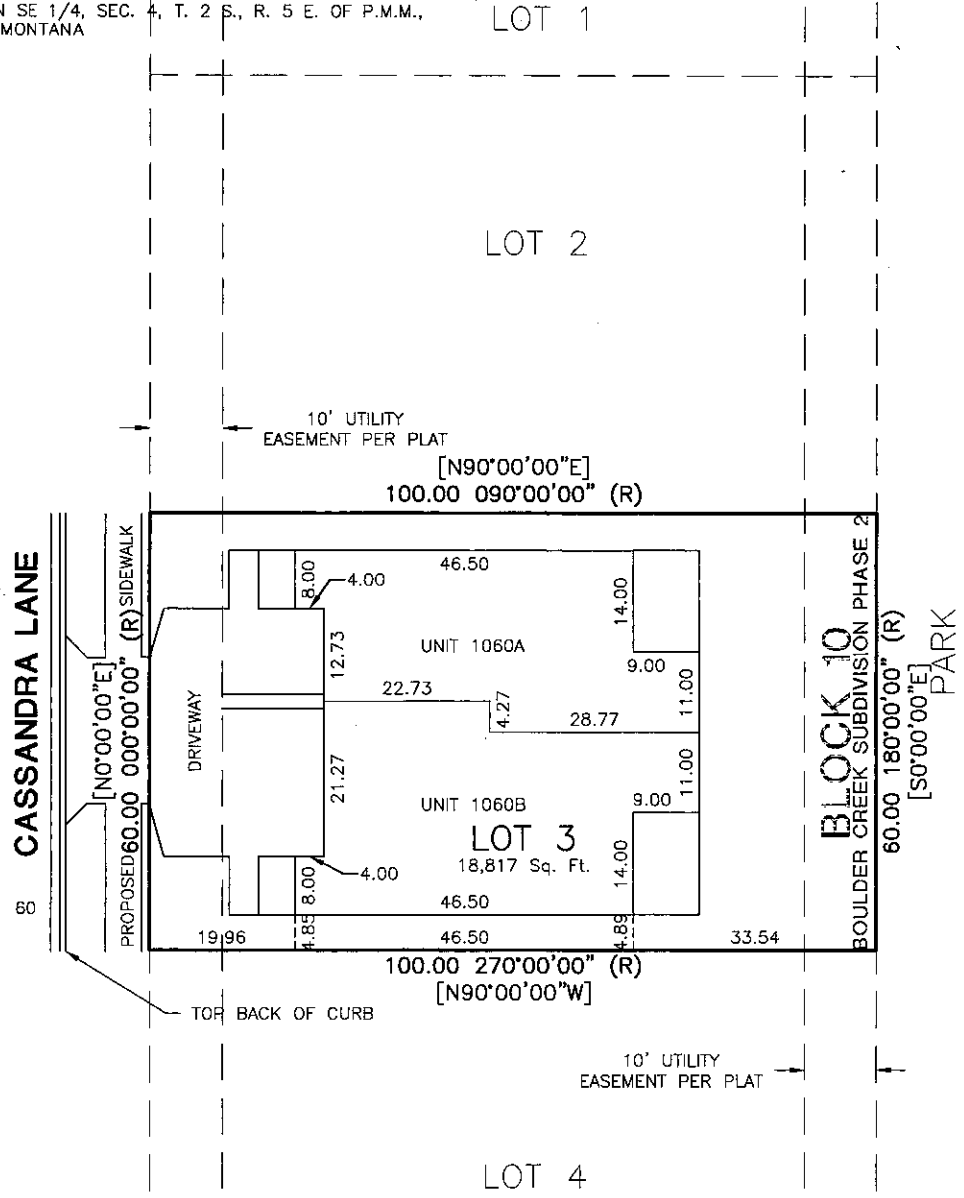 N SE 1/4, SEC. 4, T. 2 S., R. 5 E. OF P.M.M.,
MONTANA
LOT 1
LOT 2
10' UTILITY
EASEMENT PER PLAT
[N90°00'00"E]
100.00 090°00'00" (R)
CASSANDRA LANE
60
PROPOSED SIDEWALK
[N0°00'00"E]
60.00 000°00'00" (R)
DRIVEWAY
8.00
4.00
46.50
14.00
UNIT 1060A
9.00
12.73
22.73
4.27
28.77
11.00
11.00
21.27
UNIT 1060B
9.00
LOT 3
18,817 Sq. Ft.
14.00
4.00
8.00
46.50
19.96
4.85
46.50
4.89
33.54
BLOCK 10
BOULDER CREEK SUBDIVISION PHASE 2
60.00 180°00'00" (R)
[S0°00'00"E]
PARK
100.00 270°00'00" (R)
[N90°00'00"W]
TOP BACK OF CURB
10' UTILITY
EASEMENT PER PLAT
LOT 4